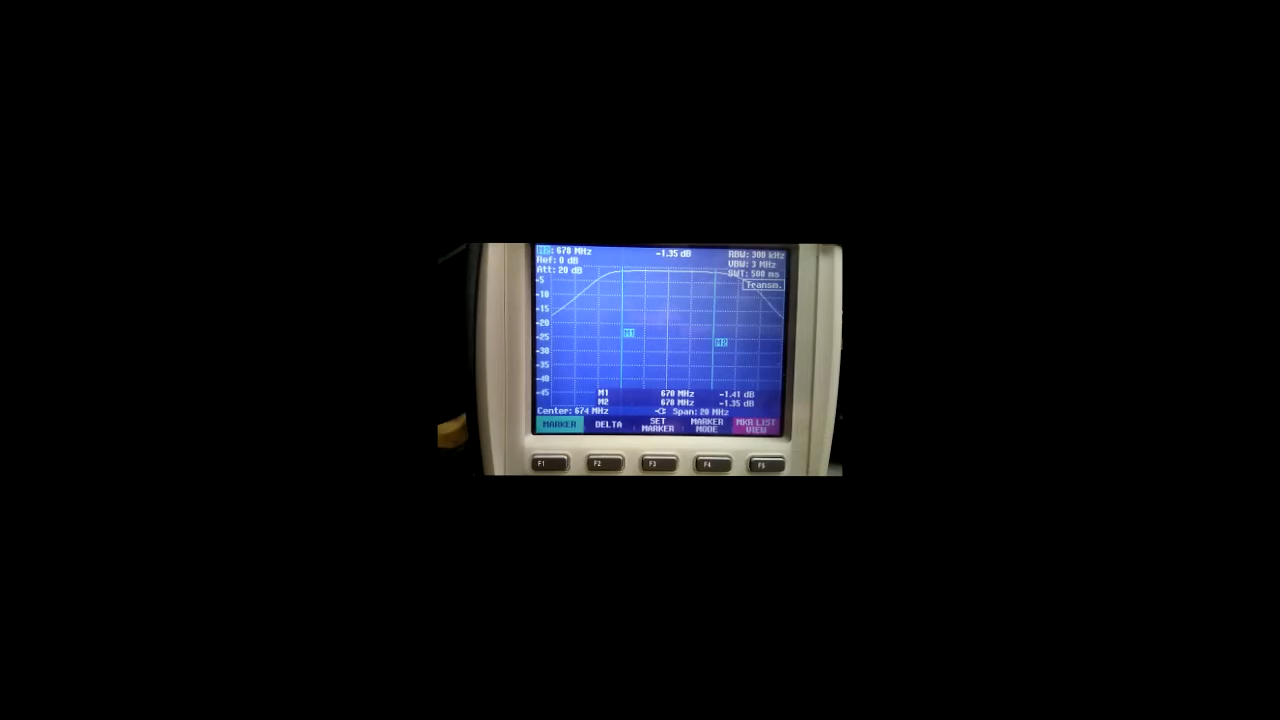 M2: 678 MHz -1.35 dB RBW: 300 kHz
Ref: 0 dB VBW: 3 MHz
Att: 20 dB SWT: 500 ms
Transm.
-5
-10
-15
-20
-25
-30
-35
-40
-45
M1
M2
M1 670 MHz -1.41 dB
M2 678 MHz -1.35 dB
Center: 674 MHz Span: 20 MHz
MARKER DELTA SET MARKER MARKER MODE MKR LIST VIEW
F1 F2 F3 F4 F5